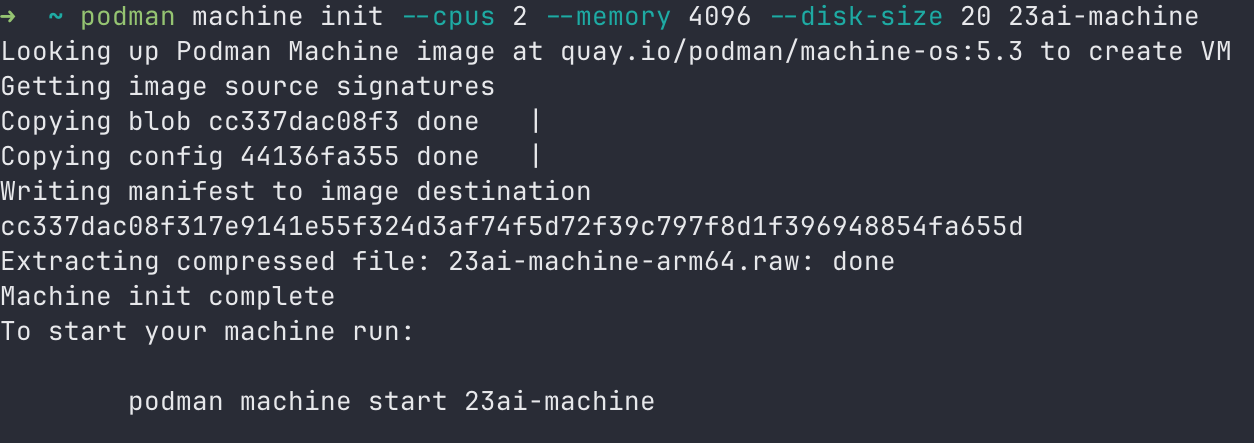 → ~ podman machine init --cpus 2 --memory 4096 --disk-size 20 23ai-machine
Looking up Podman Machine image at quay.io/podman/machine-os:5.3 to create VM
Getting image source signatures
Copying blob cc337dac08f3 done   |
Copying config 44136fa355 done   |
Writing manifest to image destination
cc337dac08f317e9141e55f324d3af74f5d72f39c797f8d1f396948854fa655d
Extracting compressed file: 23ai-machine-arm64.raw: done
Machine init complete
To start your machine run:
podman machine start 23ai-machine